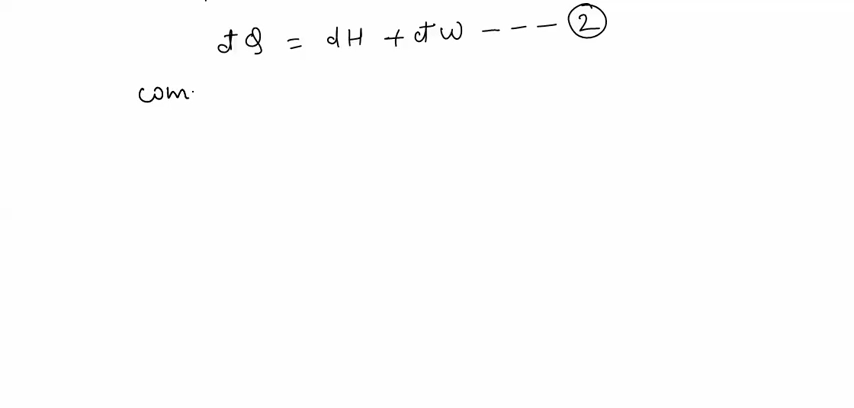 đQ = dH + đW --- ②
com.